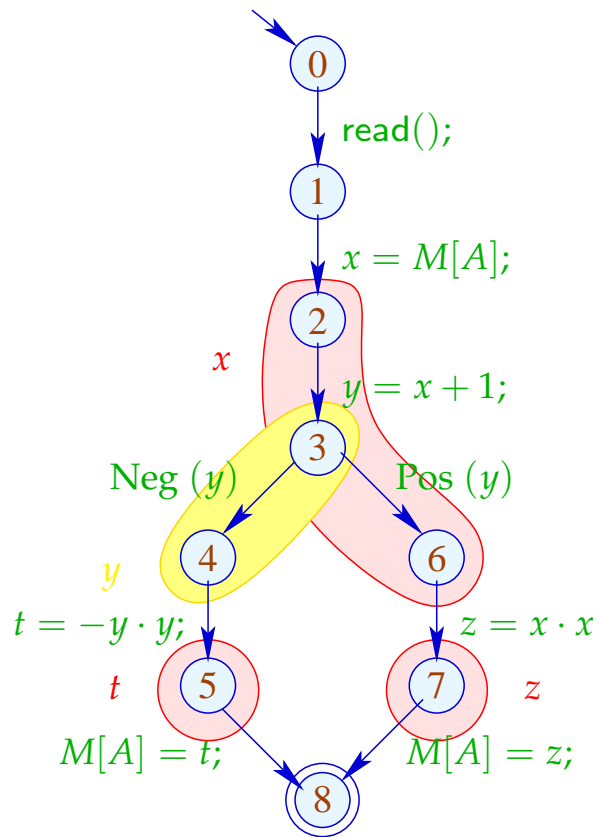 0
read();
1
x = M[A];
2
x
y = x + 1;
3
Neg (y) Pos (y)
4 6
y
t = −y · y; z = x · x
t 5 7 z
M[A] = t; M[A] = z;
8